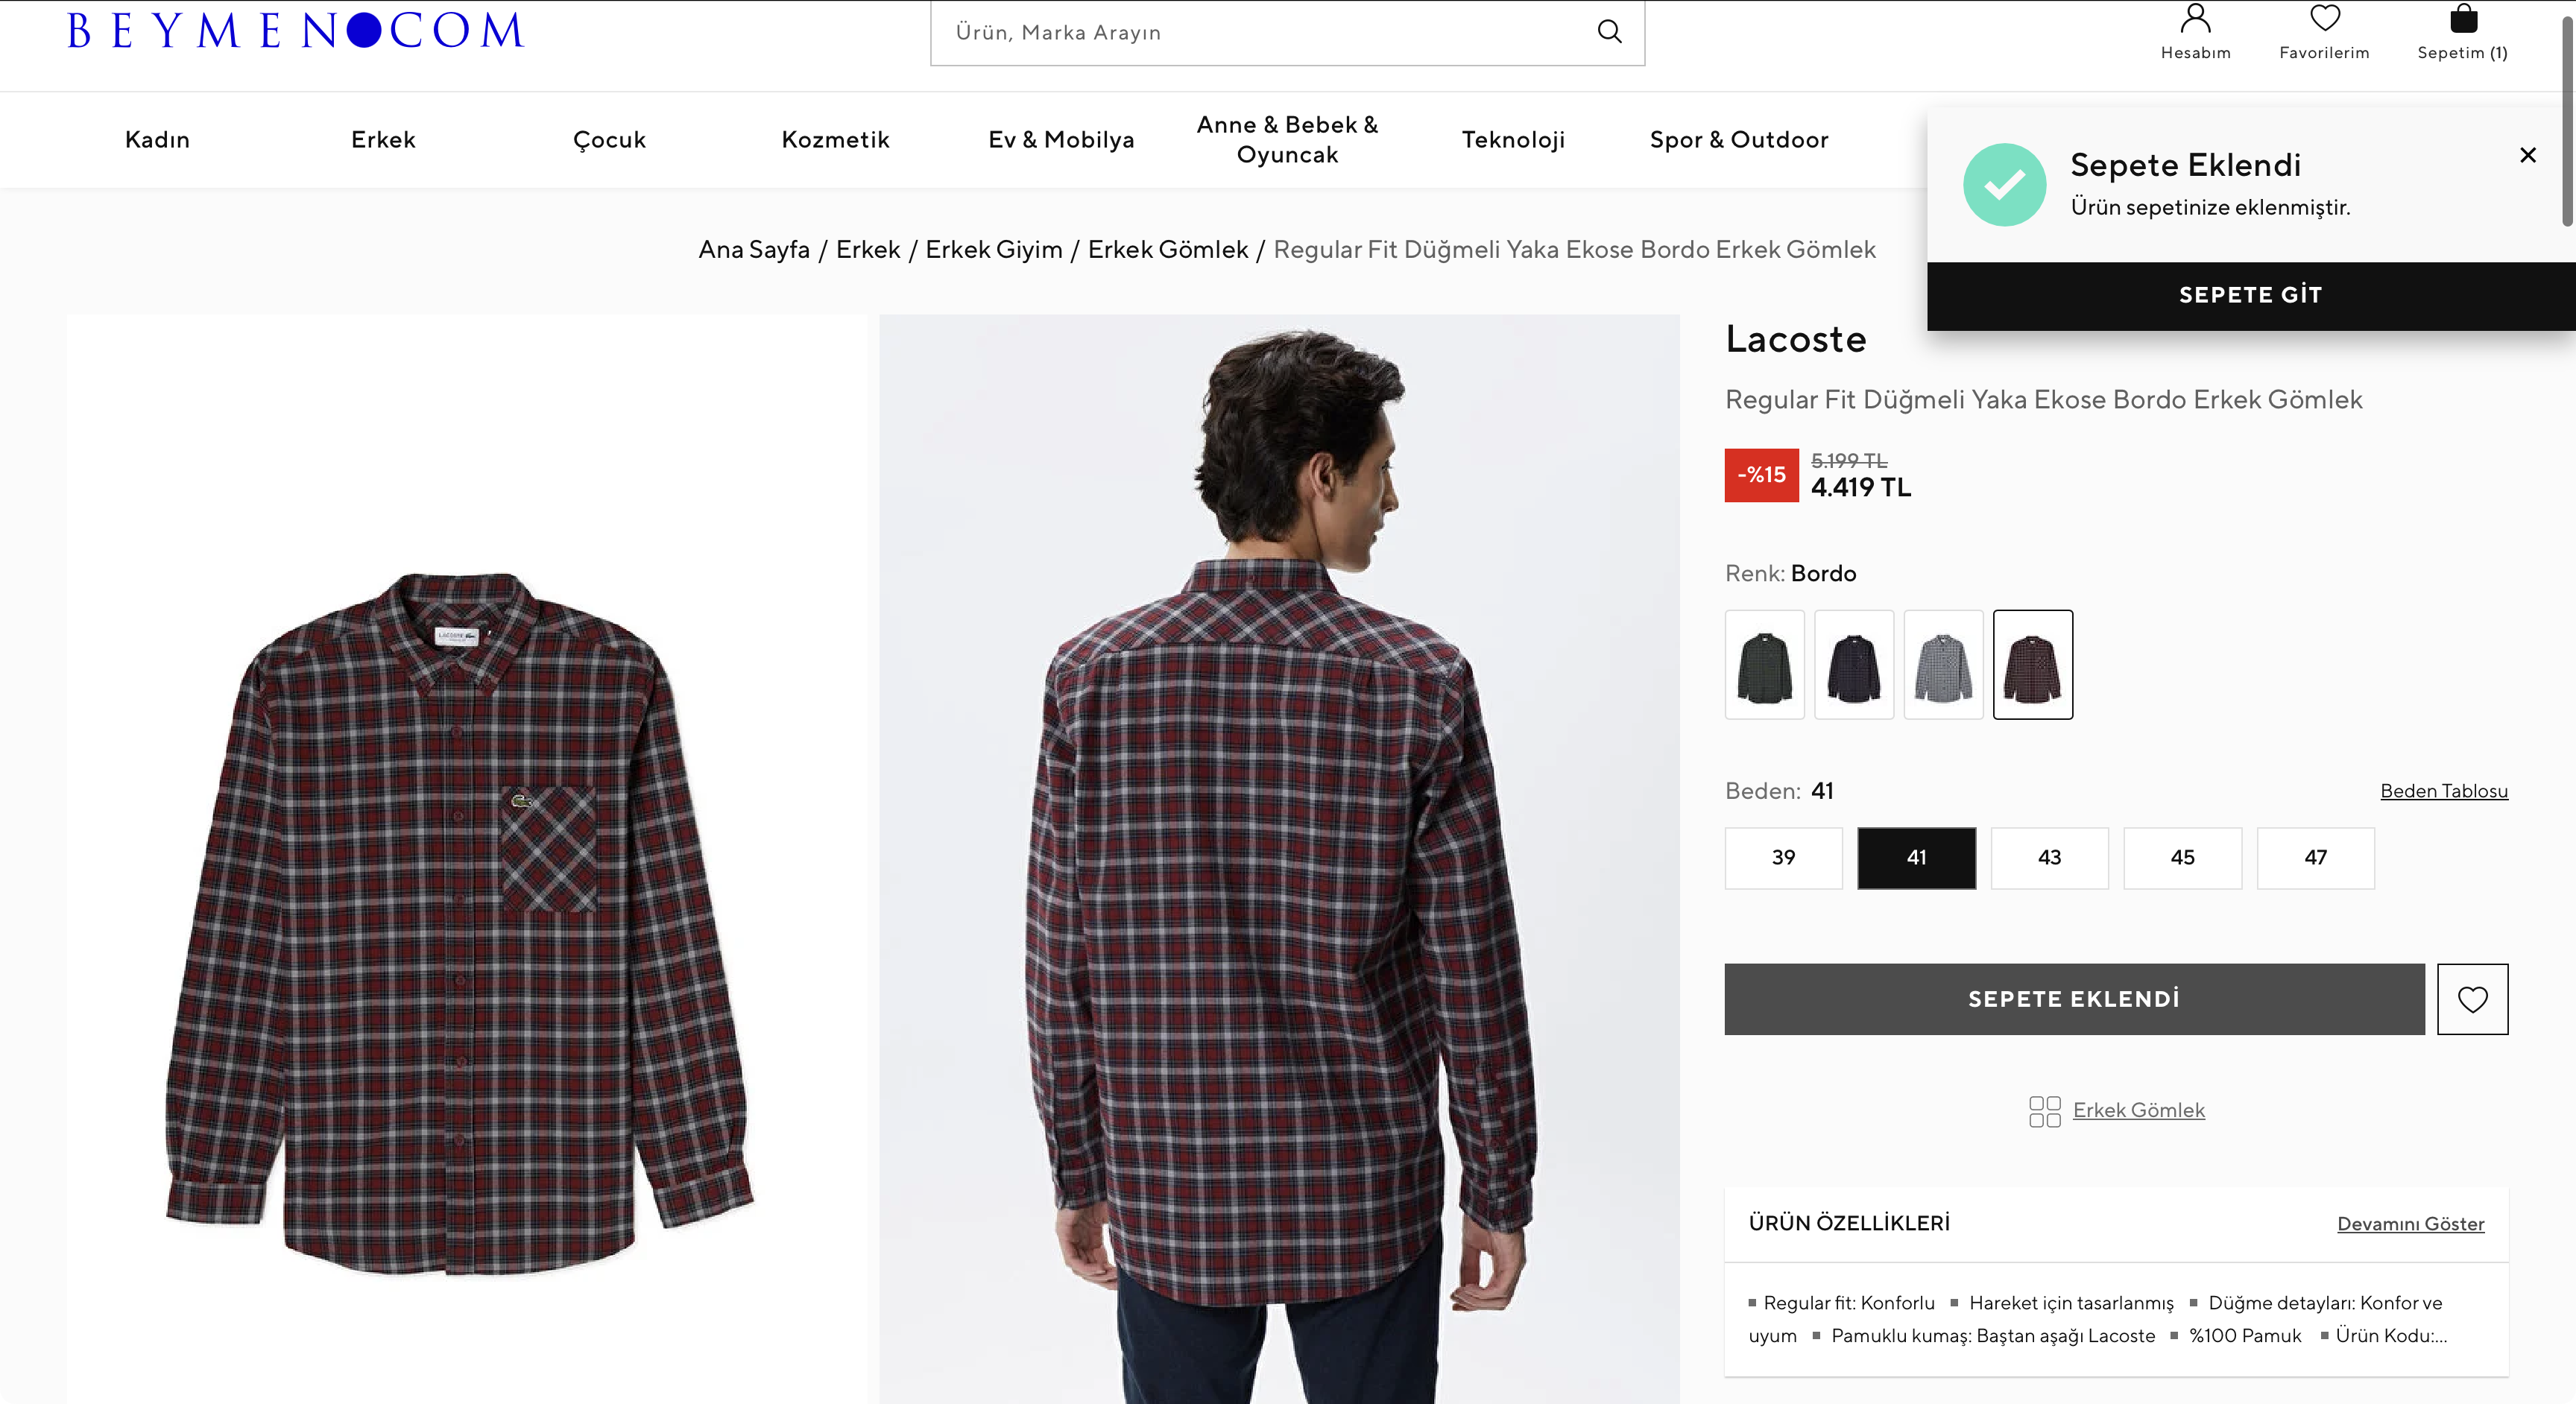 BEYMEN●COM
Ürün, Marka Arayın
Hesabım
Favorilerim
Sepetim (1)
Kadın
Erkek
Çocuk
Kozmetik
Ev & Mobilya
Anne & Bebek &
Oyuncak
Teknoloji
Spor & Outdoor
Sepete Eklendi
Ürün sepetinize eklenmiştir.
SEPETE GİT
Ana Sayfa / Erkek / Erkek Giyim / Erkek Gömlek / Regular Fit Düğmeli Yaka Ekose Bordo Erkek Gömlek
LACOSTE
Lacoste
Regular Fit Düğmeli Yaka Ekose Bordo Erkek Gömlek
-%15
5.199 TL
4.419 TL
Renk: Bordo
Beden: 41
Beden Tablosu
39
41
43
45
47
SEPETE EKLENDİ
Erkek Gömlek
ÜRÜN ÖZELLİKLERİ
Devamını Göster
▪ Regular fit: Konforlu ▪ Hareket için tasarlanmış ▪ Düğme detayları: Konfor ve
uyum ▪ Pamuklu kumaş: Baştan aşağı Lacoste ▪ %100 Pamuk ▪ Ürün Kodu:...